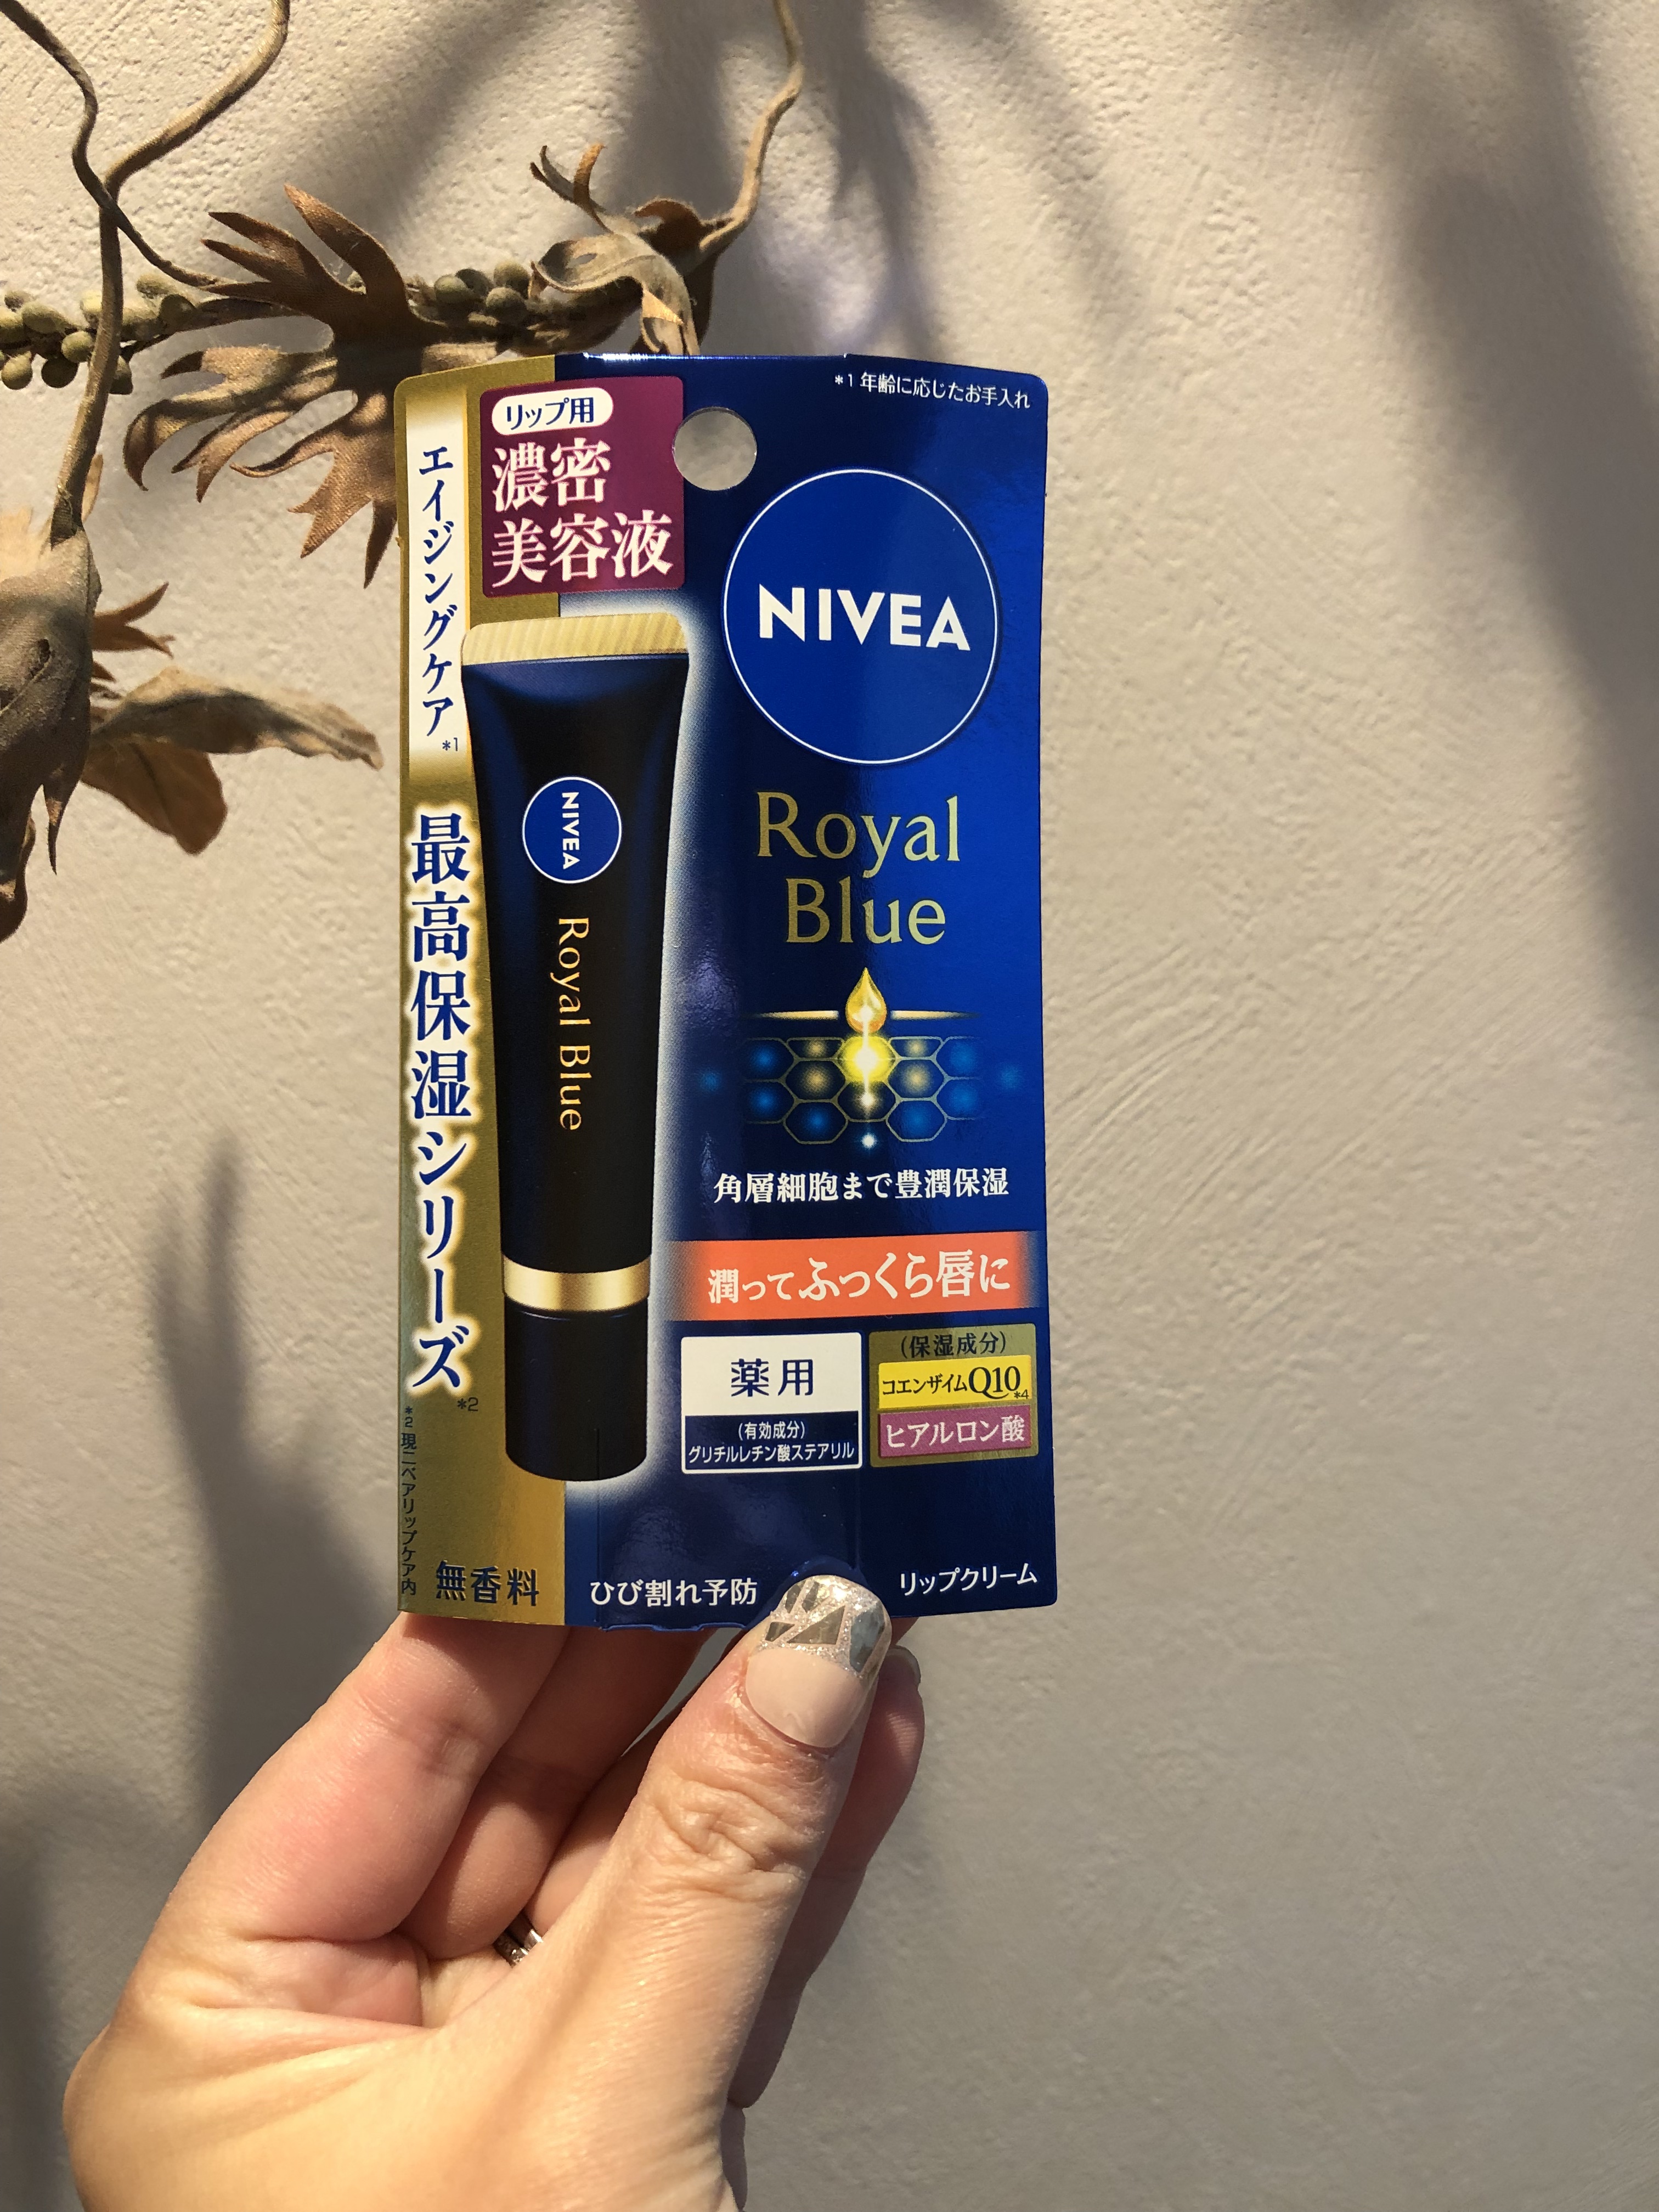 *1 年齢に応じたお手入れ
リップ用
濃密
美容液
エイジングケア*1
最高保湿シリーズ*2
*2 現ニベアリップケア内
NIVEA
Royal
Blue
NIVEA
Royal Blue
角層細胞まで豊潤保湿
潤ってふっくら唇に
薬用
(有効成分)
グリチルレチン酸ステアリル
(保湿成分)
コエンザイムQ10*4
ヒアルロン酸
無香料
ひび割れ予防
リップクリーム